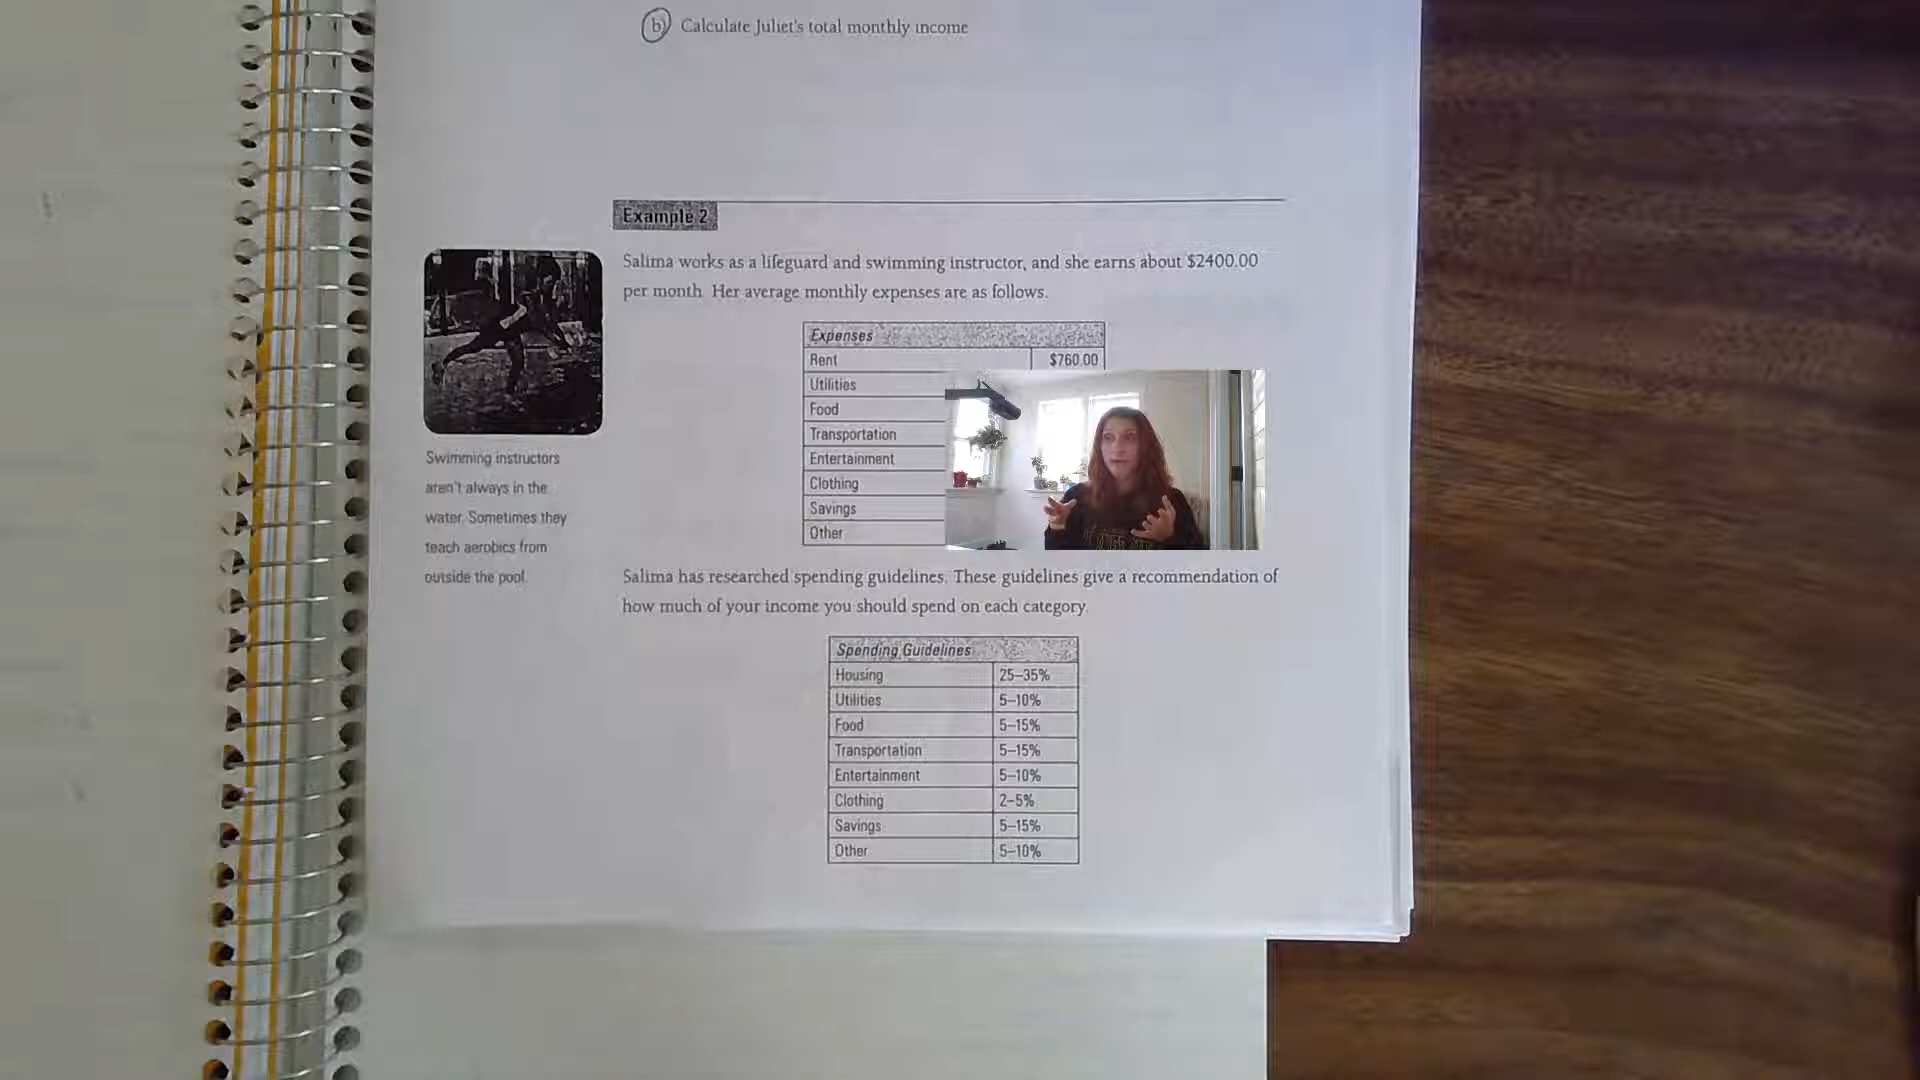 b) Calculate Juliet's total monthly income
Example 2
Salima works as a lifeguard and swimming instructor, and she earns about $2400.00
per month. Her average monthly expenses are as follows.
Expenses
Rent $760.00
Utilities
Food
Transportation
Entertainment
Clothing
Savings
Other
Swimming instructors
aren't always in the
water. Sometimes they
teach aerobics from
outside the pool.
Salima has researched spending guidelines. These guidelines give a recommendation of
how much of your income you should spend on each category.
Spending Guidelines
Housing 25–35%
Utilities 5–10%
Food 5–15%
Transportation 5–15%
Entertainment 5–10%
Clothing 2–5%
Savings 5–15%
Other 5–10%